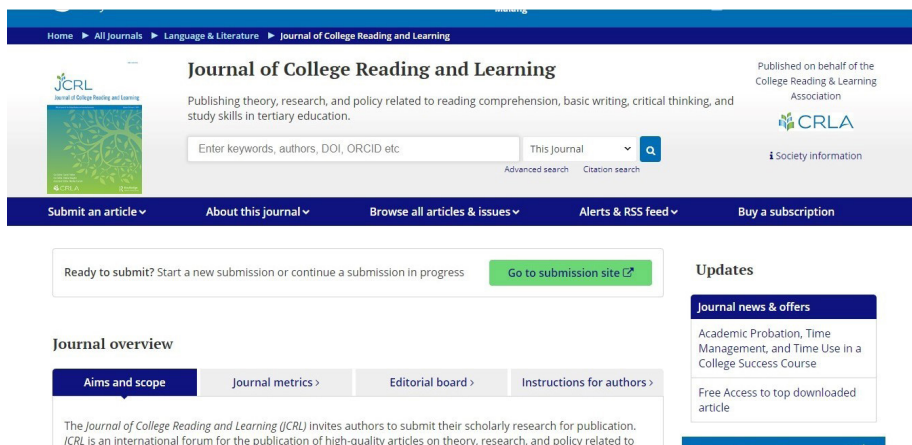 Home ▶ All Journals ▶ Language & Literature ▶ Journal of College Reading and Learning
JCRL
Journal of College Reading and Learning
CRLA
Journal of College Reading and Learning
Publishing theory, research, and policy related to reading comprehension, basic writing, critical thinking, and
study skills in tertiary education.
Enter keywords, authors, DOI, ORCID etc
This Journal
Advanced search Citation search
Published on behalf of the
College Reading & Learning
Association
CRLA
i Society information
Submit an article
About this journal
Browse all articles & issues
Alerts & RSS feed
Buy a subscription
Ready to submit? Start a new submission or continue a submission in progress
Go to submission site
Journal overview
Aims and scope
Journal metrics ›
Editorial board ›
Instructions for authors ›
The Journal of College Reading and Learning (JCRL) invites authors to submit their scholarly research for publication.
JCRL is an international forum for the publication of high-quality articles on theory, research, and policy related to
Updates
Journal news & offers
Academic Probation, Time
Management, and Time Use in a
College Success Course
Free Access to top downloaded
article